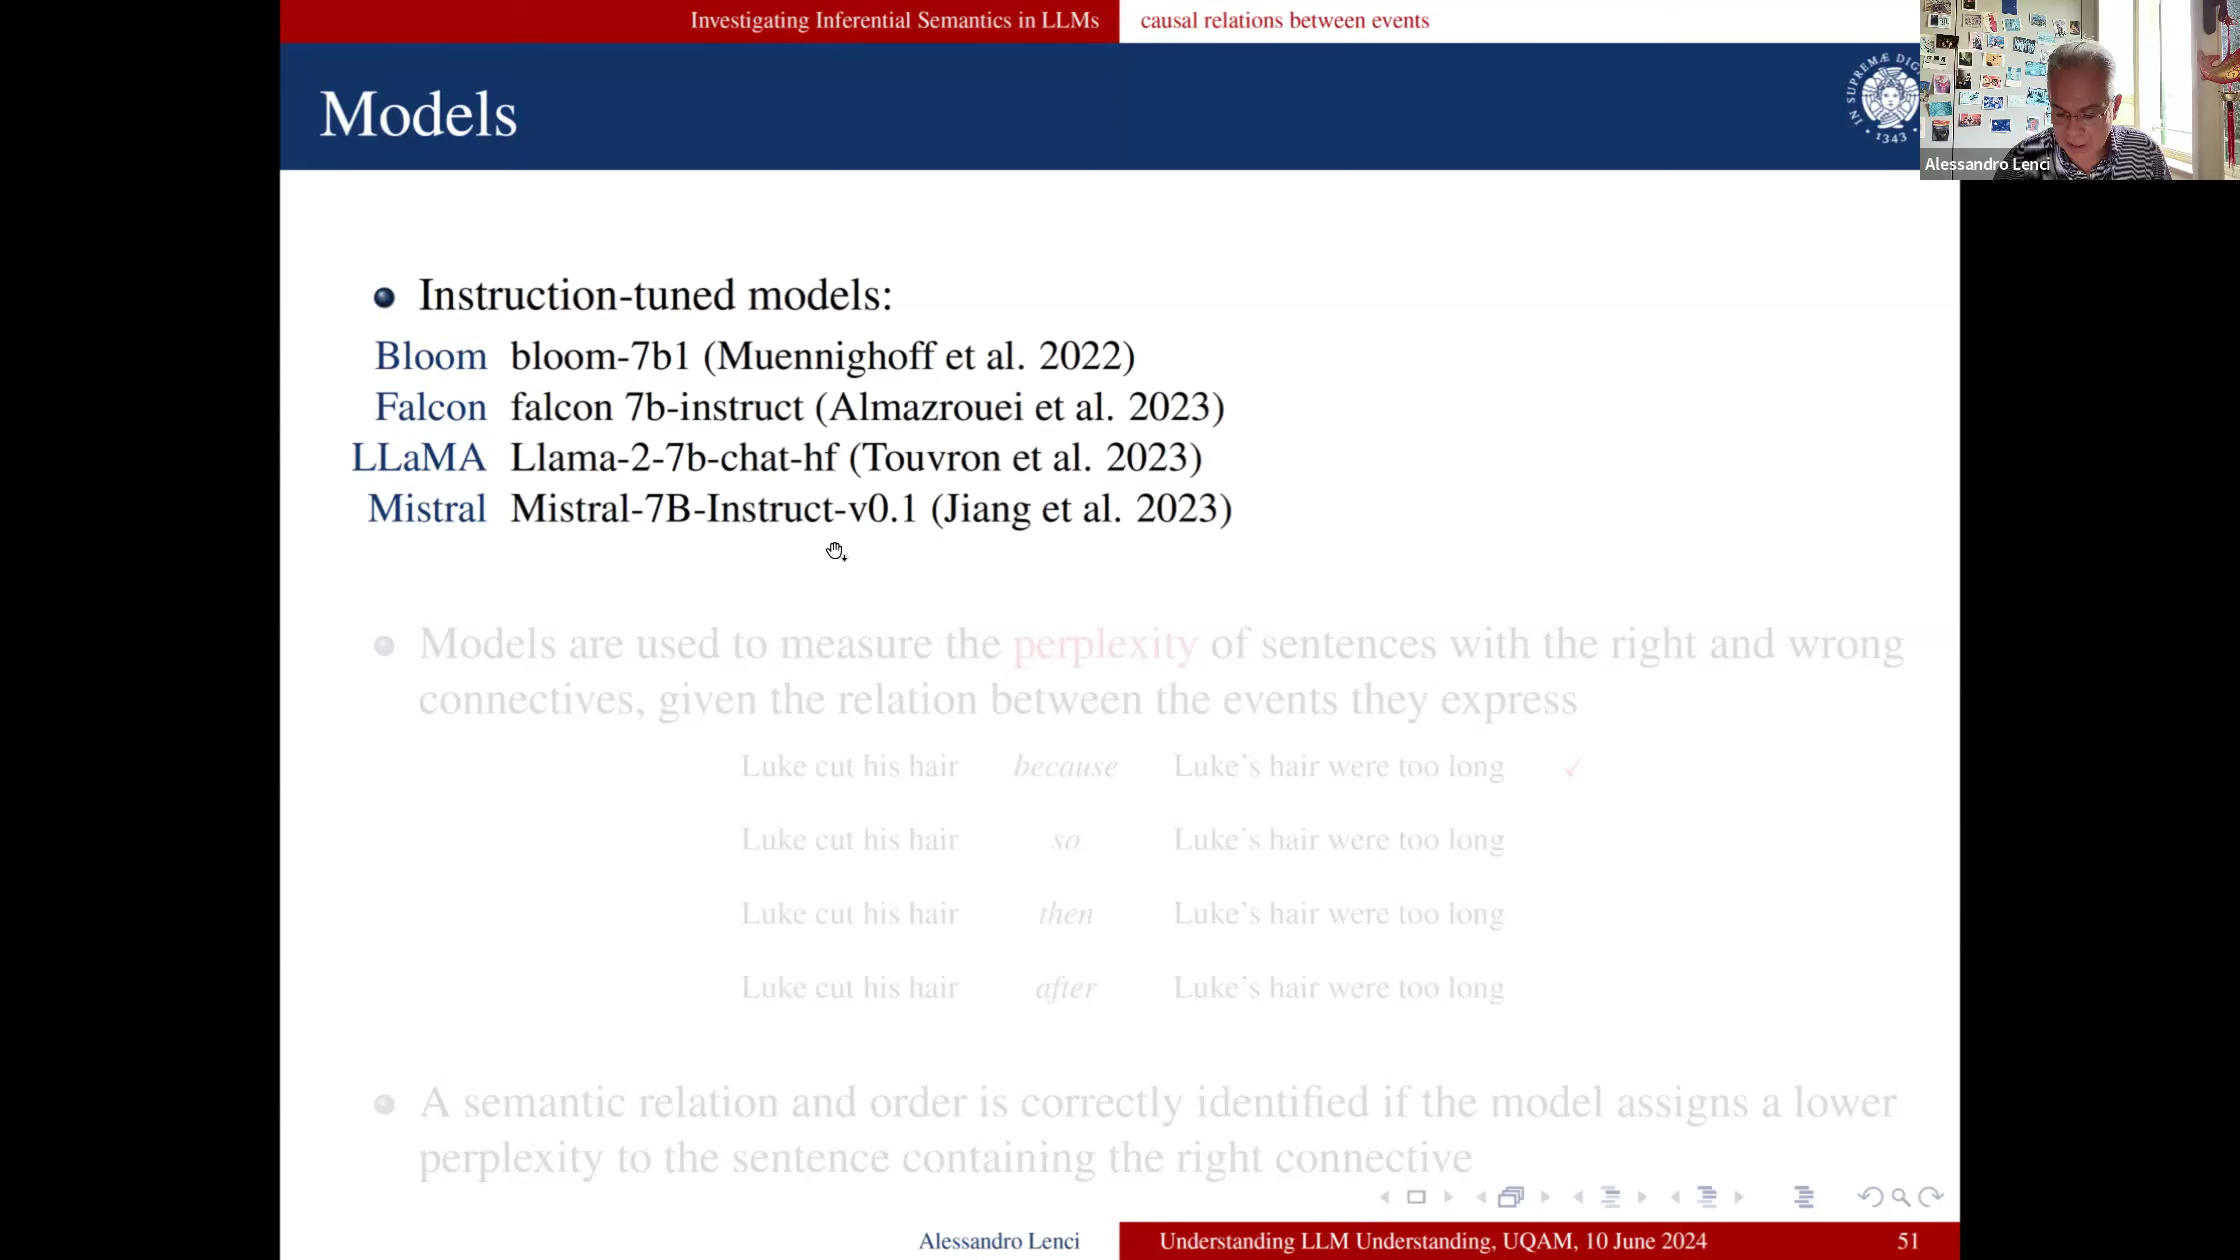 Investigating Inferential Semantics in LLMs causal relations between events
Models
IN SUPREMÆ DIG
• 1343 •
Alessandro Lenci
Instruction-tuned models:
Bloom bloom-7b1 (Muennighoff et al. 2022)
Falcon falcon 7b-instruct (Almazrouei et al. 2023)
LLaMA Llama-2-7b-chat-hf (Touvron et al. 2023)
Mistral Mistral-7B-Instruct-v0.1 (Jiang et al. 2023)
Models are used to measure the perplexity of sentences with the right and wrong
connectives, given the relation between the events they express
Luke cut his hair because Luke's hair were too long ✓
Luke cut his hair so Luke's hair were too long
Luke cut his hair then Luke's hair were too long
Luke cut his hair after Luke's hair were too long
A semantic relation and order is correctly identified if the model assigns a lower
perplexity to the sentence containing the right connective
Alessandro Lenci Understanding LLM Understanding, UQAM, 10 June 2024 51